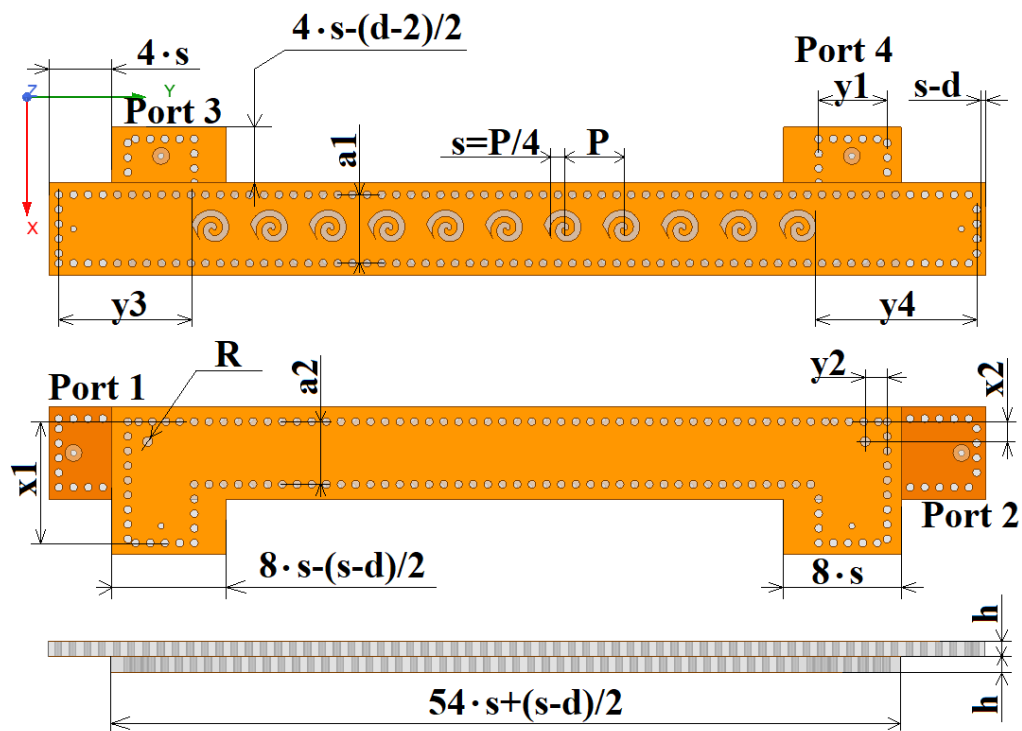 4·s-(d-2)/2
4·s
Port 4
Z
Y
y1
s-d
Port 3
a1
s=P/4
P
X
y3
y4
R
a2
y2
x2
Port 1
x1
Port 2
8·s-(s-d)/2
8·s
h
54·s+(s-d)/2
h